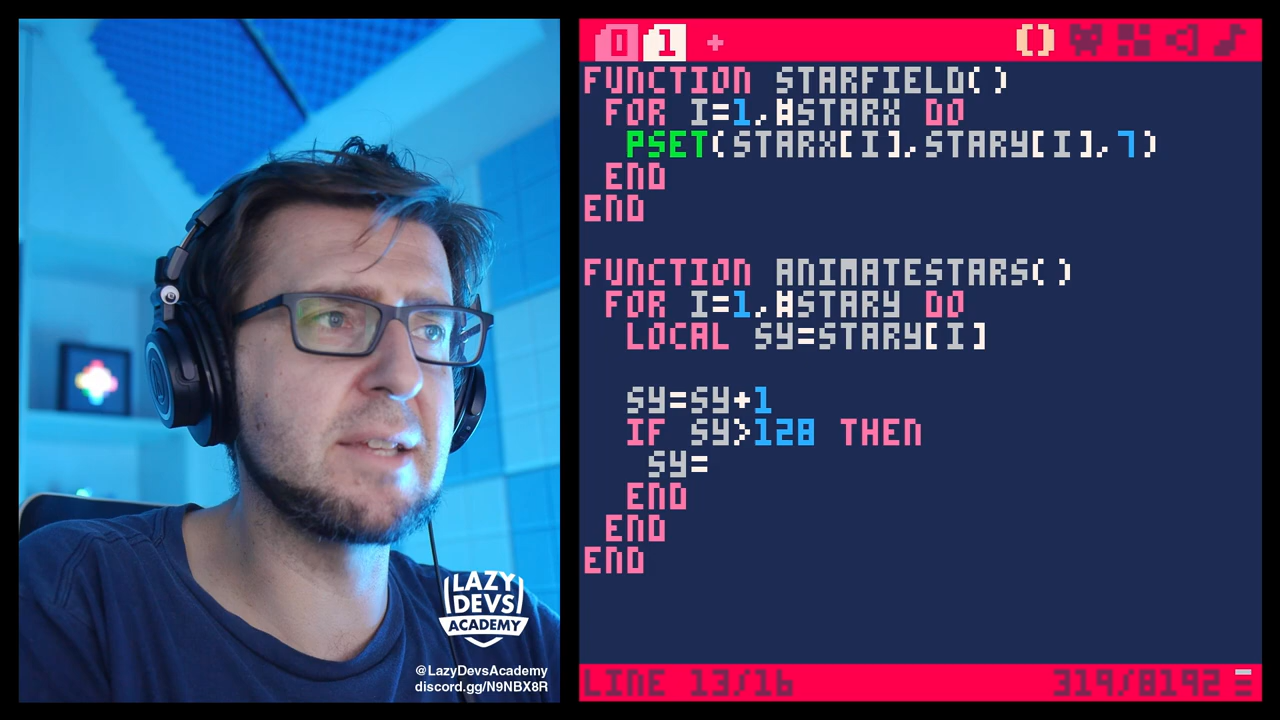 LAZY
DEVS
ACADEMY
@LazyDevsAcademy
discord.gg/N9NBX8R
0 1 +
FUNCTION STARFIELD()
FOR I=1,#STARX DO
PSET(STARX[I],STARY[I],7)
END
END
FUNCTION ANIMATESTARS()
FOR I=1,#STARY DO
LOCAL SY=STARY[I]
SY=SY+1
IF SY>128 THEN
SY=
END
END
END
LINE 13/16 319/8192